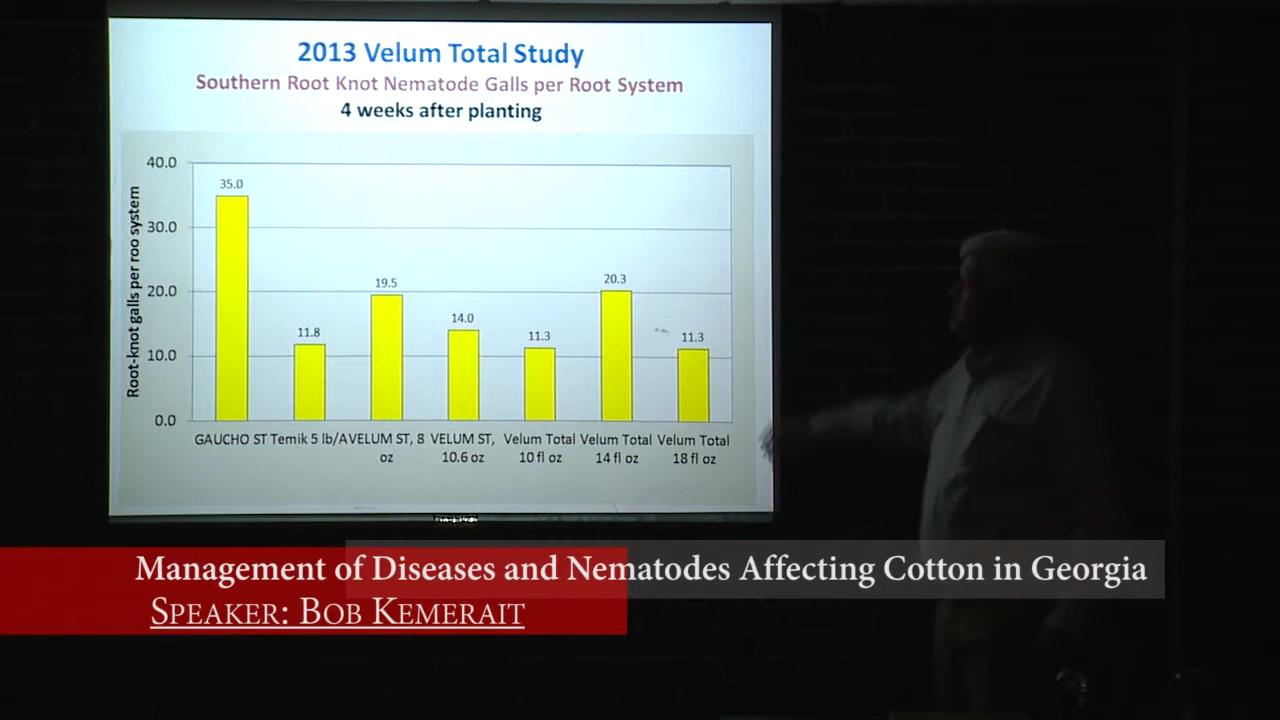 2013 Velum Total Study
Southern Root Knot Nematode Galls per Root System
4 weeks after planting
Root-knot galls per roo system
40.0
30.0
20.0
10.0
0.0
35.0
11.8
19.5
14.0
11.3
20.3
11.3
GAUCHO ST
Temik 5 lb/A
VELUM ST, 8
oz
VELUM ST,
10.6 oz
Velum Total
10 fl oz
Velum Total
14 fl oz
Velum Total
18 fl oz
Management of Diseases and Nematodes Affecting Cotton in Georgia
SPEAKER: BOB KEMERAIT